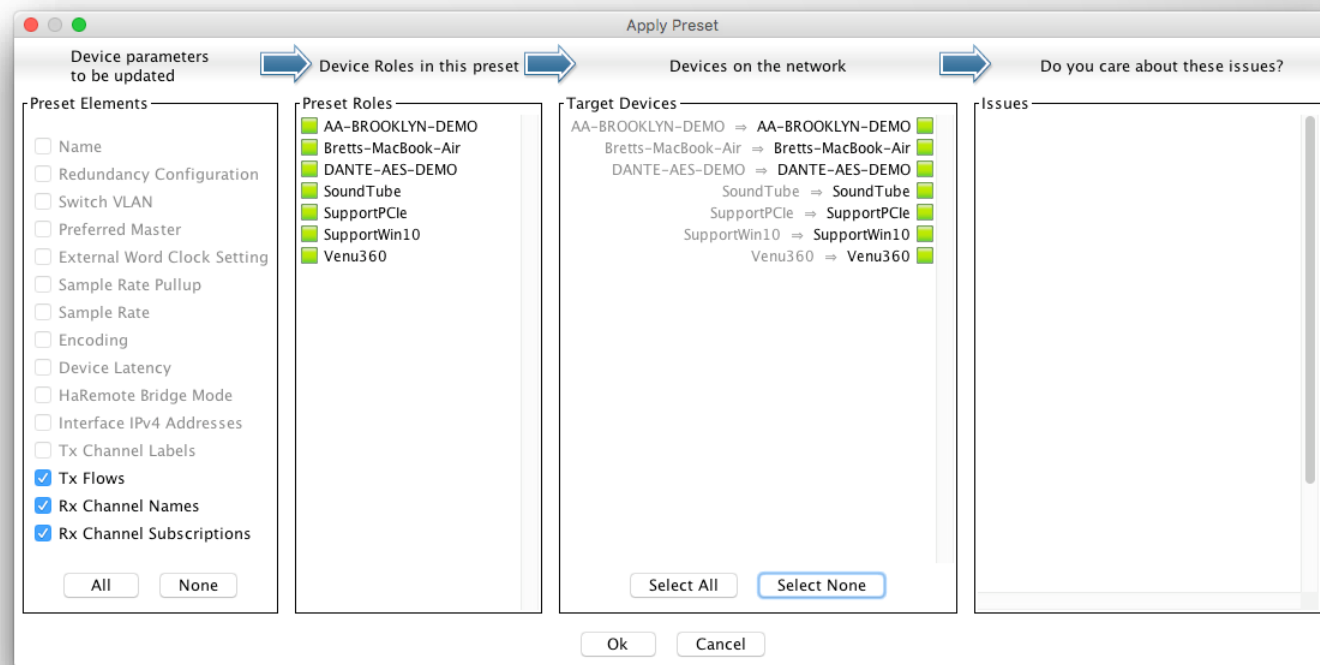 Apply Preset
Device parameters
to be updated
Device Roles in this preset
Devices on the network
Do you care about these issues?
Preset Elements
Name
Redundancy Configuration
Switch VLAN
Preferred Master
External Word Clock Setting
Sample Rate Pullup
Sample Rate
Encoding
Device Latency
HaRemote Bridge Mode
Interface IPv4 Addresses
Tx Channel Labels
Tx Flows
Rx Channel Names
Rx Channel Subscriptions
All
None
Preset Roles
AA-BROOKLYN-DEMO
Bretts-MacBook-Air
DANTE-AES-DEMO
SoundTube
SupportPCIe
SupportWin10
Venu360
Target Devices
AA-BROOKLYN-DEMO ⇒ AA-BROOKLYN-DEMO
Bretts-MacBook-Air ⇒ Bretts-MacBook-Air
DANTE-AES-DEMO ⇒ DANTE-AES-DEMO
SoundTube ⇒ SoundTube
SupportPCIe ⇒ SupportPCIe
SupportWin10 ⇒ SupportWin10
Venu360 ⇒ Venu360
Select All
Select None
Issues
Ok
Cancel